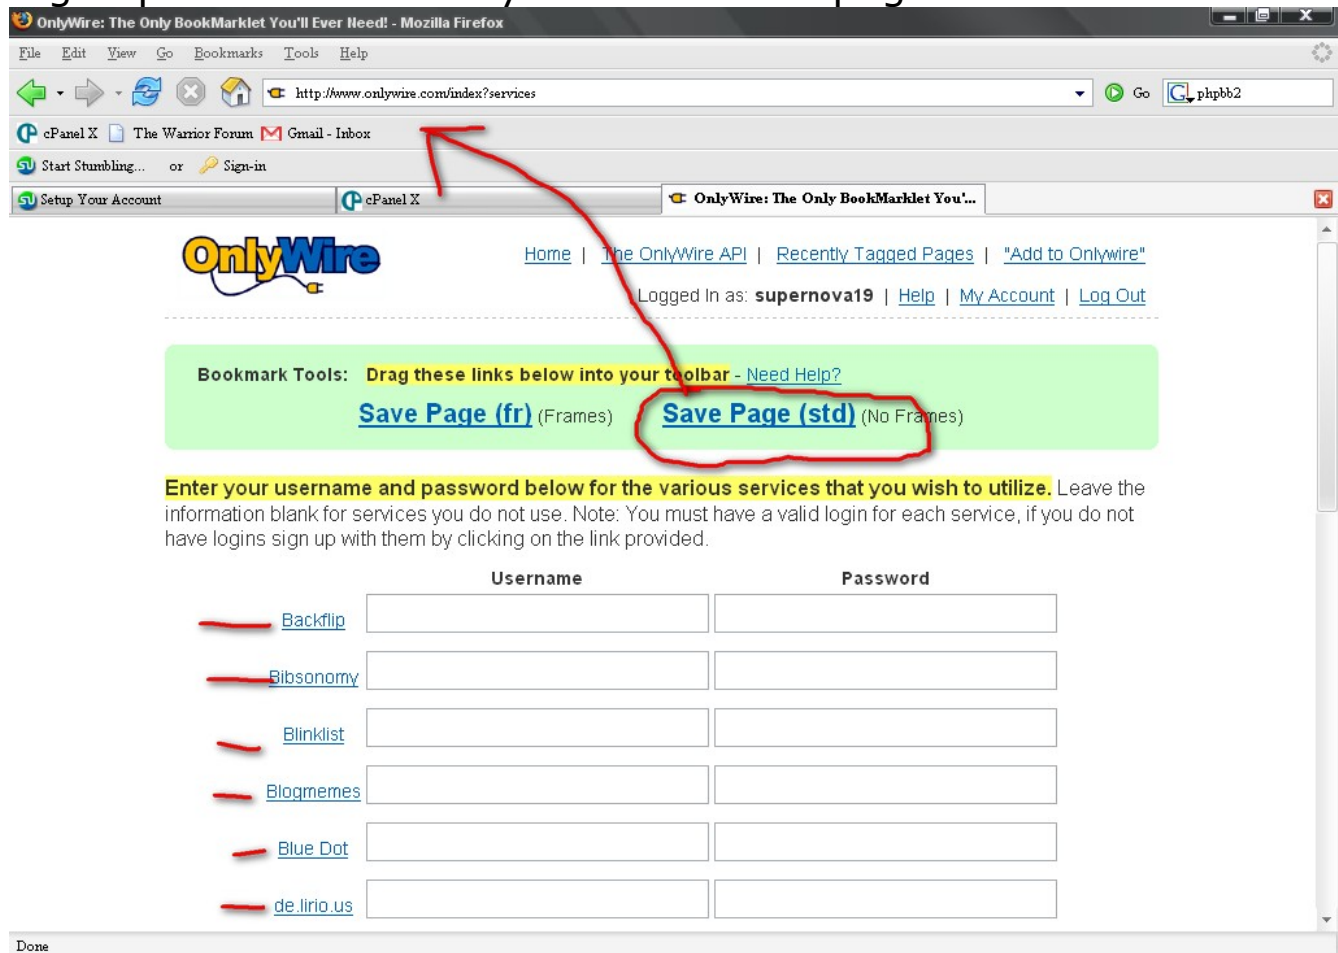 OnlyWire: The Only BookMarklet You'll Ever Need! - Mozilla Firefox
File Edit View Go Bookmarks Tools Help
http://www.onlywire.com/index?services Go phpbb2
cPanel X The Warrior Forum Gmail - Inbox
Start Stumbling... or Sign-in
Setup Your Account cPanel X OnlyWire: The Only BookMarklet You'...
OnlyWire
Home | The OnlyWire API | Recently Tagged Pages | "Add to Onlywire"
Logged In as: supernova19 | Help | My Account | Log Out
Bookmark Tools: Drag these links below into your toolbar - Need Help?
Save Page (fr) (Frames) Save Page (std) (No Frames)
Enter your username and password below for the various services that you wish to utilize. Leave the
information blank for services you do not use. Note: You must have a valid login for each service, if you do not
have logins sign up with them by clicking on the link provided.
Username Password
Backflip
Bibsonomy
Blinklist
Blogmemes
Blue Dot
de.lirio.us
Done